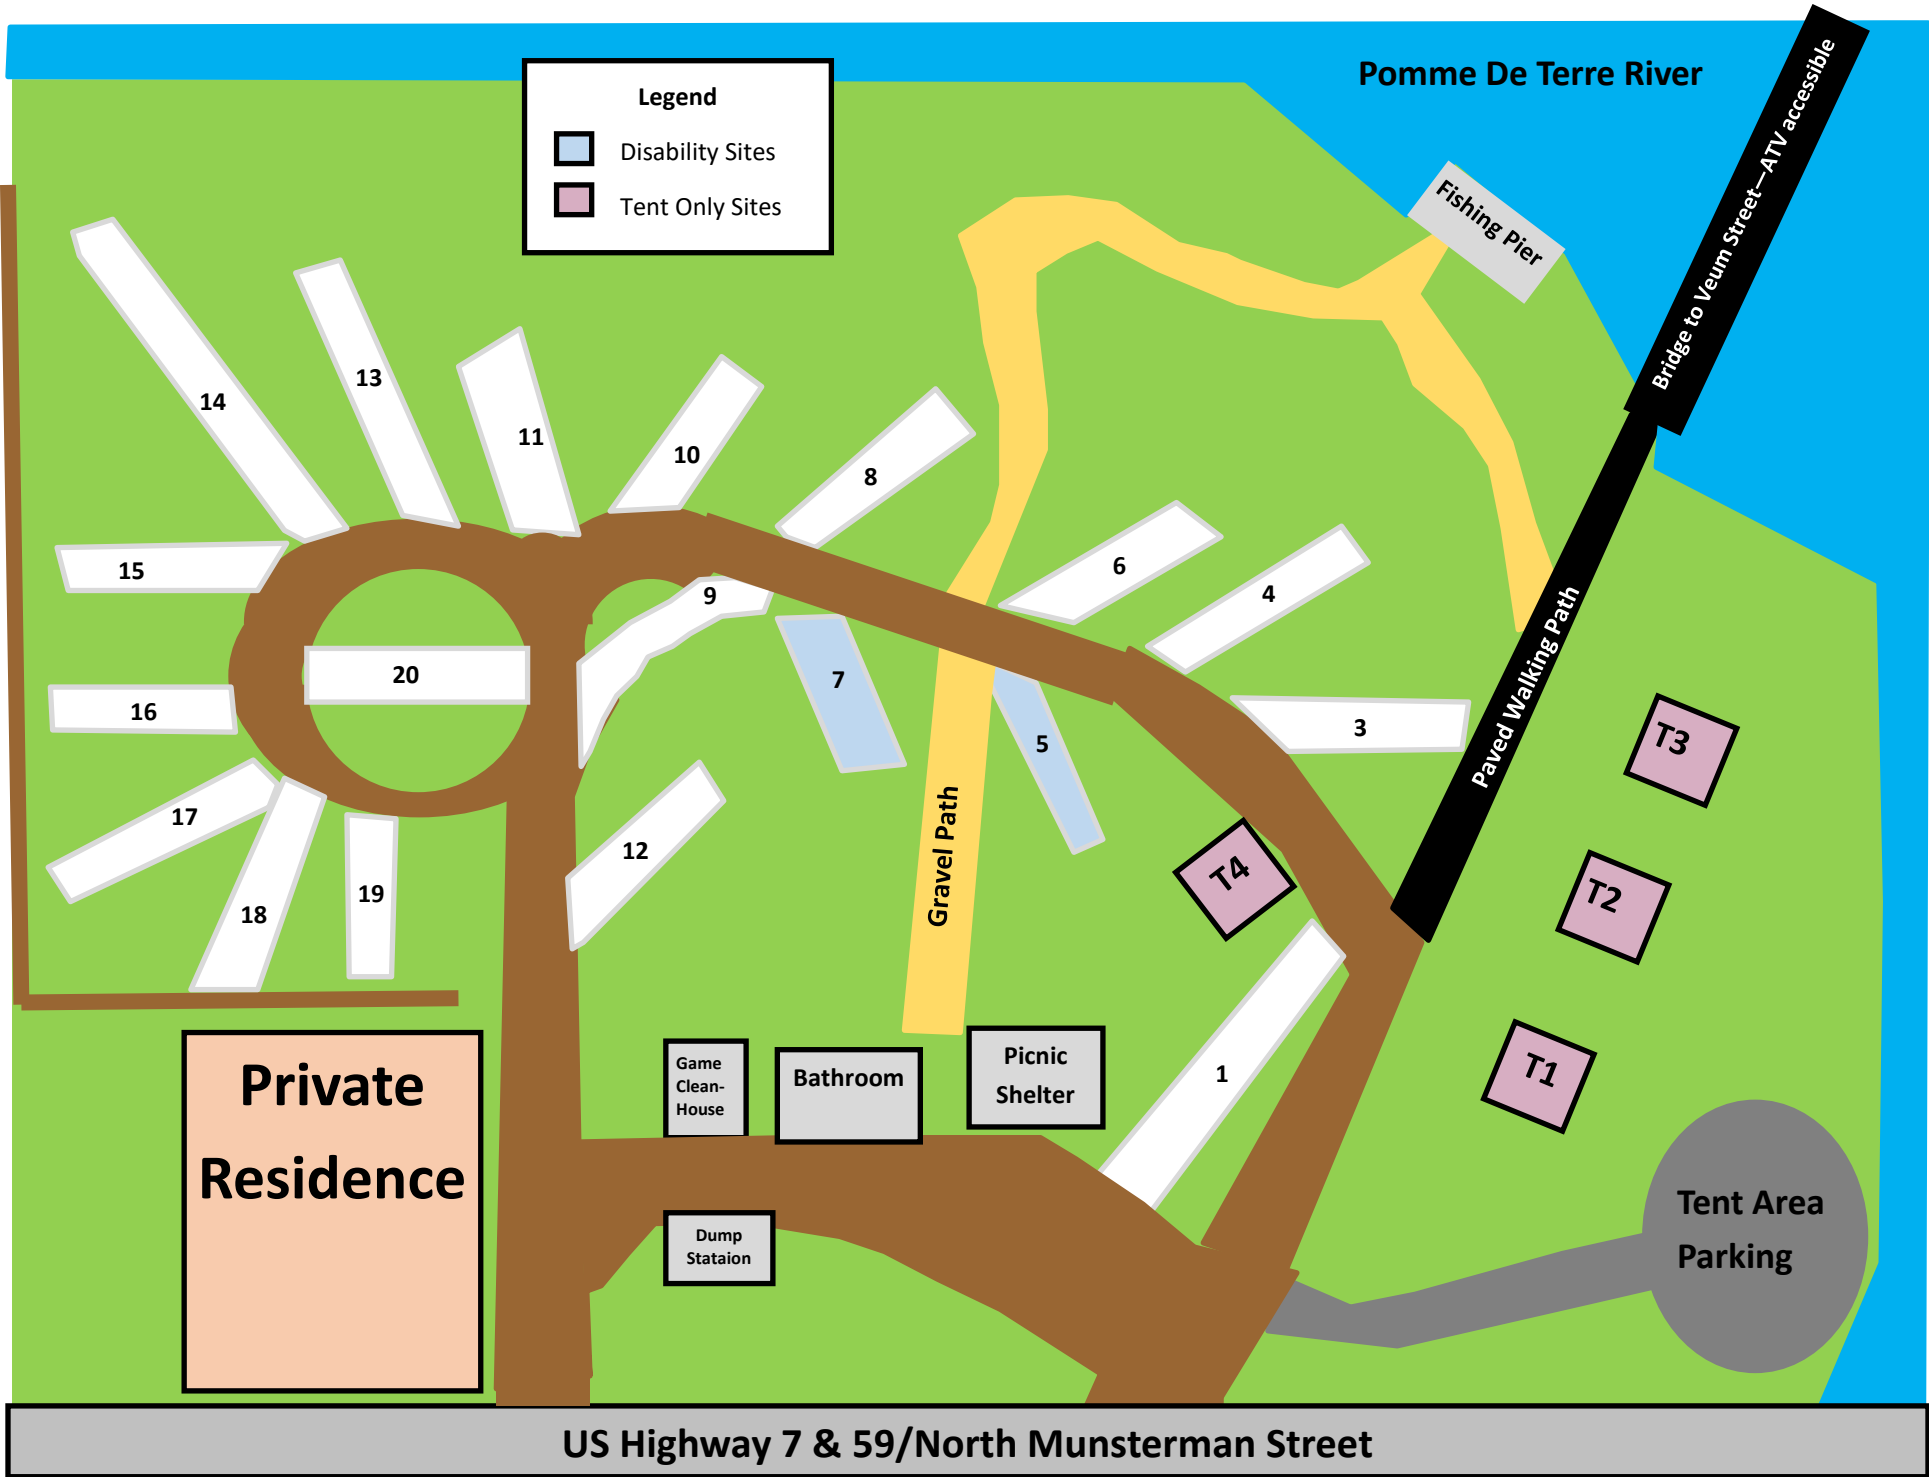 Pomme De Terre River
Bridge to Veum Street—ATV accessible
Legend
Disability Sites
Tent Only Sites
Fishing Pier
14
13
11
10
8
6
4
15
9
20
7
16
5
3
Paved Walking Path
T3
17
12
18
19
Gravel Path
T4
T2
1
T1
Private
Residence
Game
Clean-
House
Bathroom
Picnic
Shelter
Dump
Stataion
Tent Area
Parking
US Highway 7 & 59/North Munsterman Street